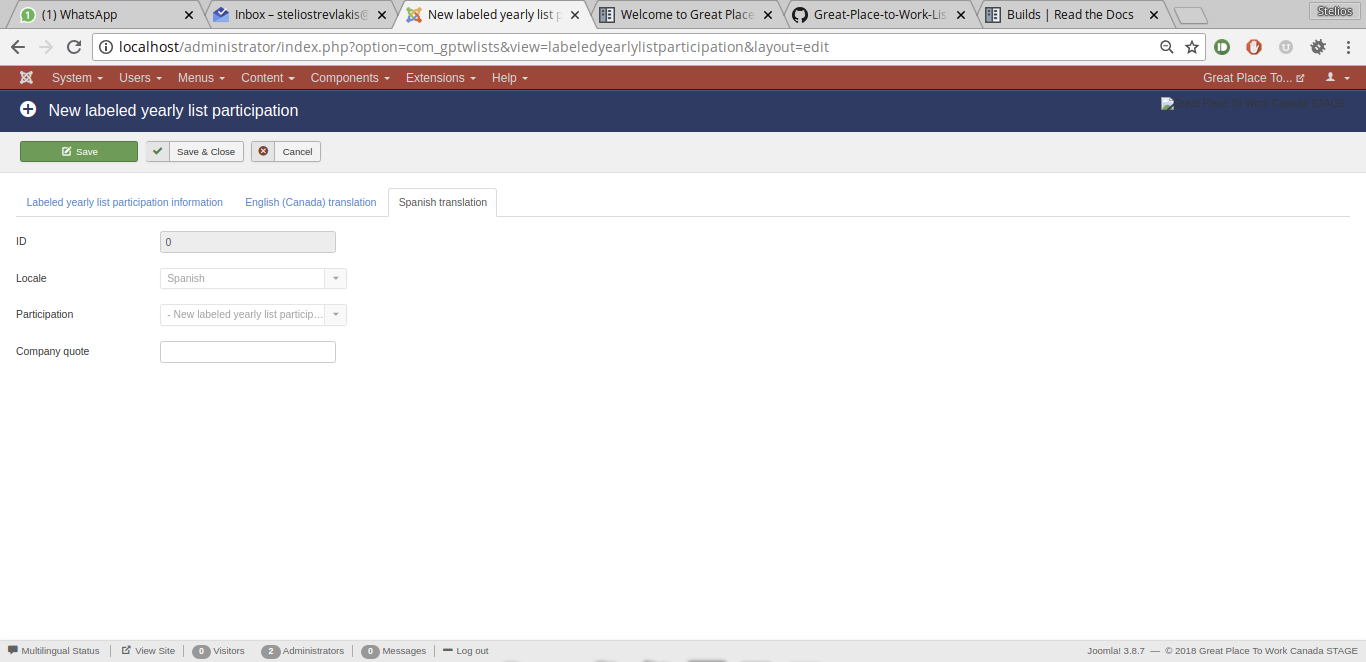 (1) WhatsApp
Inbox – steliostrevlakis@
New labeled yearly list p
Welcome to Great Place
Great-Place-to-Work-Lis
Builds | Read the Docs
Stelios
localhost/administrator/index.php?option=com_gptwlists&view=labeledyearlylistparticipation&layout=edit
System Users Menus Content Components Extensions Help Great Place To...
New labeled yearly list participation
Great Place To Work Canada STAGE
Save Save & Close Cancel
Labeled yearly list participation information English (Canada) translation Spanish translation
ID 0
Locale Spanish
Participation - New labeled yearly list particip...
Company quote
Multilingual Status View Site 0 Visitors 2 Administrators 0 Messages Log out Joomla! 3.8.7 — © 2018 Great Place To Work Canada STAGE